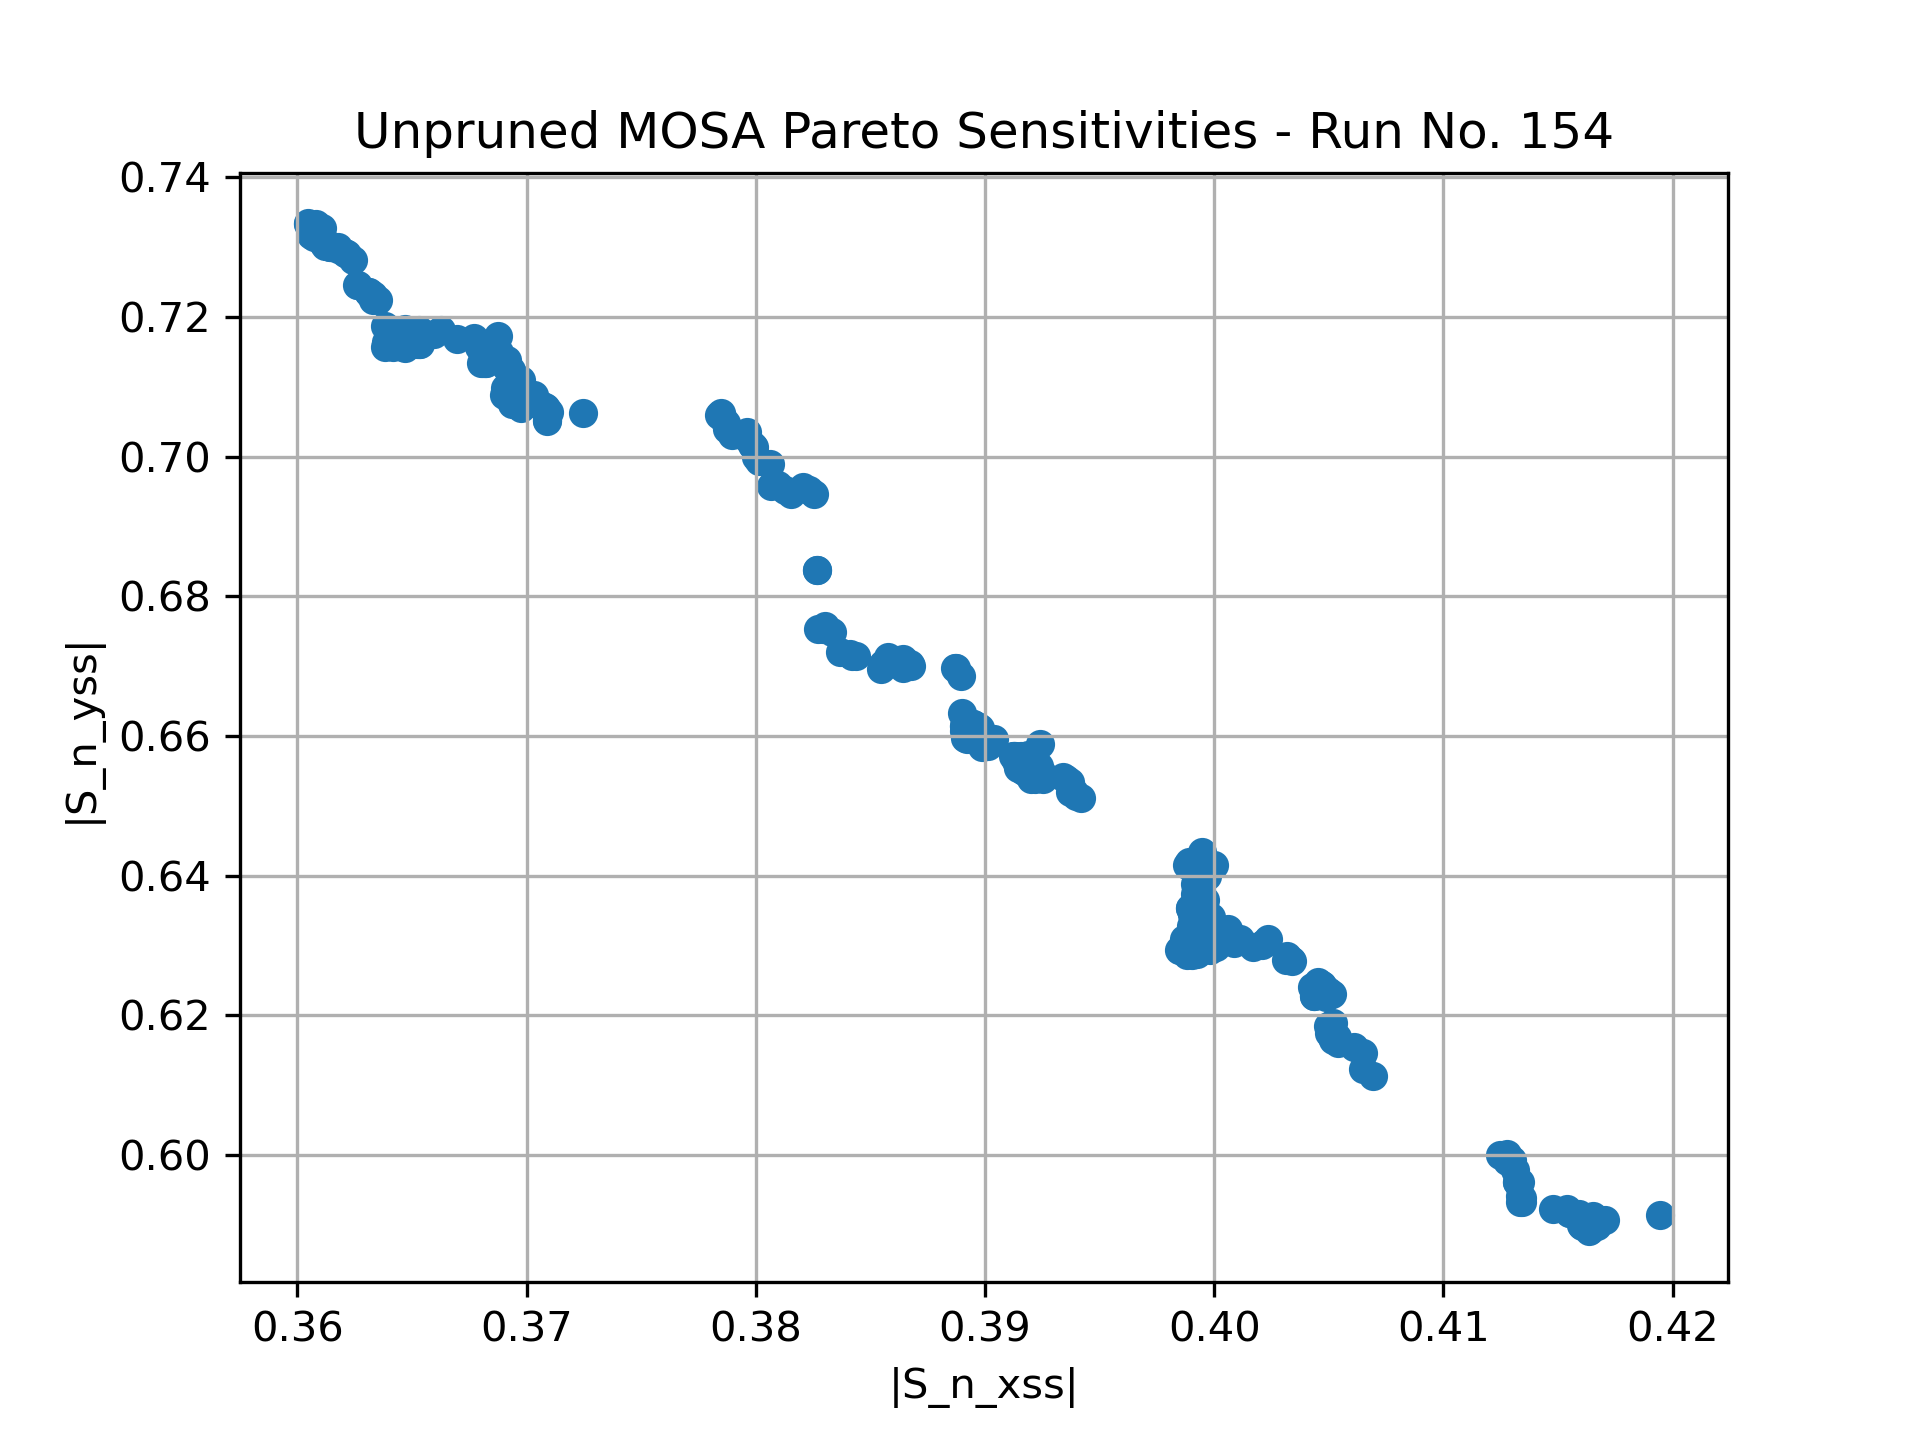 Unpruned MOSA Pareto Sensitivities - Run No. 154
0.74
0.72
0.70
0.68
0.66
0.64
0.62
0.60
|S_n_yss|
0.36 0.37 0.38 0.39 0.40 0.41 0.42
|S_n_xss|